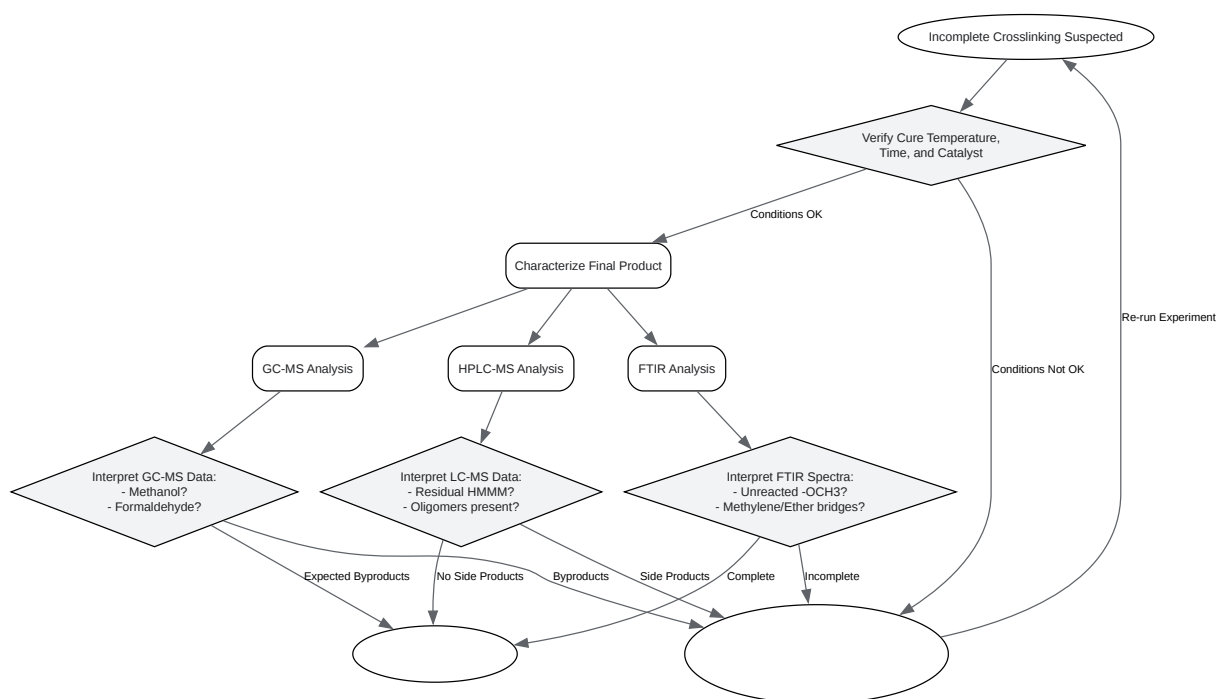 Incomplete Crosslinking Suspected
Verify Cure Temperature,
Time, and Catalyst
Conditions OK
Characterize Final Product
Re-run Experiment
GC-MS Analysis
HPLC-MS Analysis
FTIR Analysis
Conditions Not OK
Interpret GC-MS Data:
- Methanol?
- Formaldehyde?
Interpret LC-MS Data:
- Residual HMMM?
- Oligomers present?
Interpret FTIR Spectra:
- Unreacted -OCH3?
- Methylene/Ether bridges?
Expected Byproducts
No Side Products
Byproducts
Side Products
Complete
Incomplete